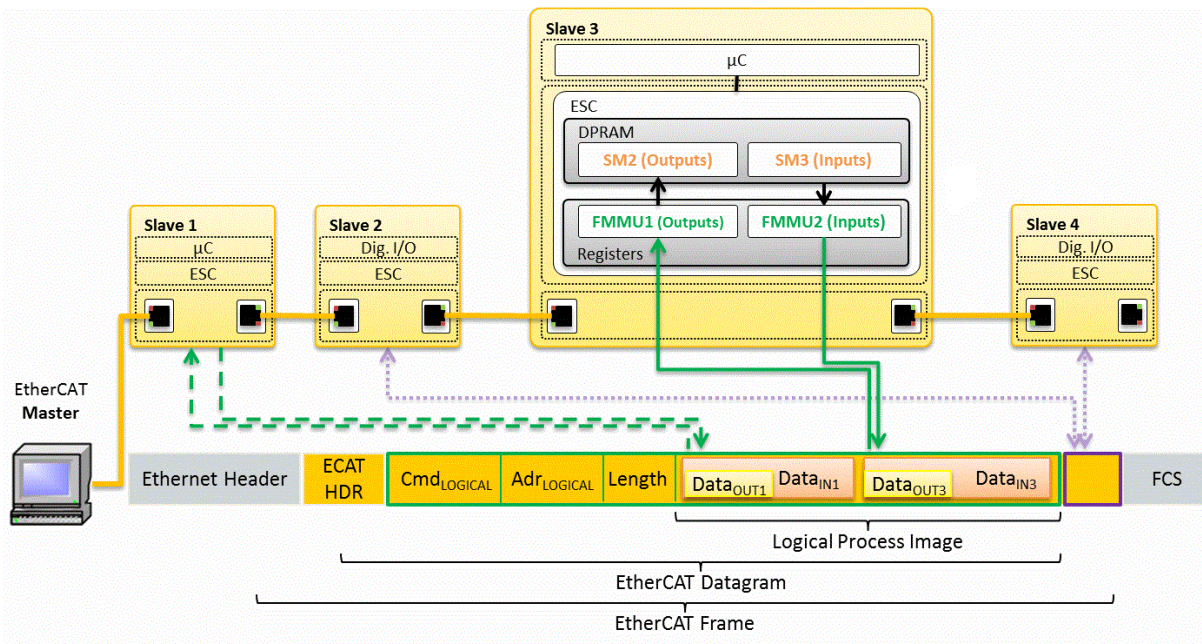 Slave 3
µC
ESC
DPRAM
SM2 (Outputs)
SM3 (Inputs)
FMMU1 (Outputs)
FMMU2 (Inputs)
Registers
Slave 1
µC
ESC
Slave 2
Dig. I/O
ESC
Slave 4
Dig. I/O
ESC
EtherCAT
Master
Ethernet Header
ECAT
HDR
CmdLOGICAL
AdrLOGICAL
Length
DataOUT1
DataIN1
DataOUT3
DataIN3
FCS
Logical Process Image
EtherCAT Datagram
EtherCAT Frame